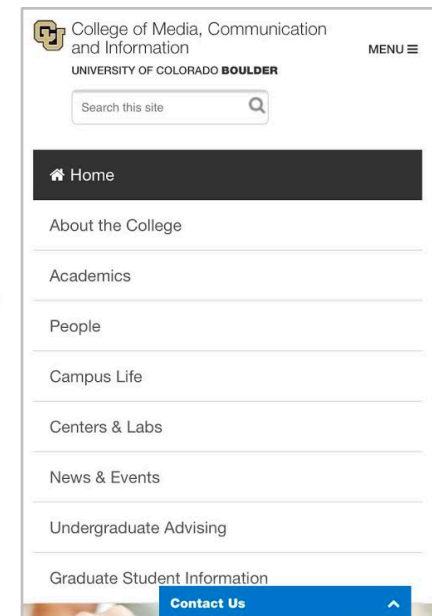 College of Media, Communication
and Information
MENU ≡
UNIVERSITY OF COLORADO BOULDER
Search this site
Home
About the College
Academics
People
Campus Life
Centers & Labs
News & Events
Undergraduate Advising
Graduate Student Information
Contact Us